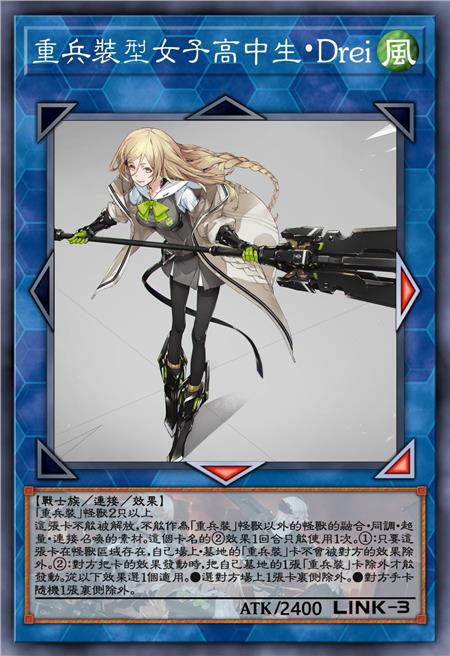 重兵裝型女子高中生·Drei 風
【戰士族／連接／效果】
「重兵裝」怪獸2只以上
這張卡不能被解放,不能作為「重兵裝」怪獸以外的怪獸的融合·同調·超
量·連接召喚的素材。這個卡名的②效果1回合只能使用1次。①:只要這
張卡在怪獸區域存在,自己場上·墓地的「重兵裝」卡不會被對方的效果除
外。②:對方把卡的效果發動時,把自己墓地的1張「重兵裝」卡除外才能發
動。從以下效果選1個適用。●選對方場上1張卡裏側除外。●對方手卡
隨機1張裏側除外。
ATK/2400 LINK-3